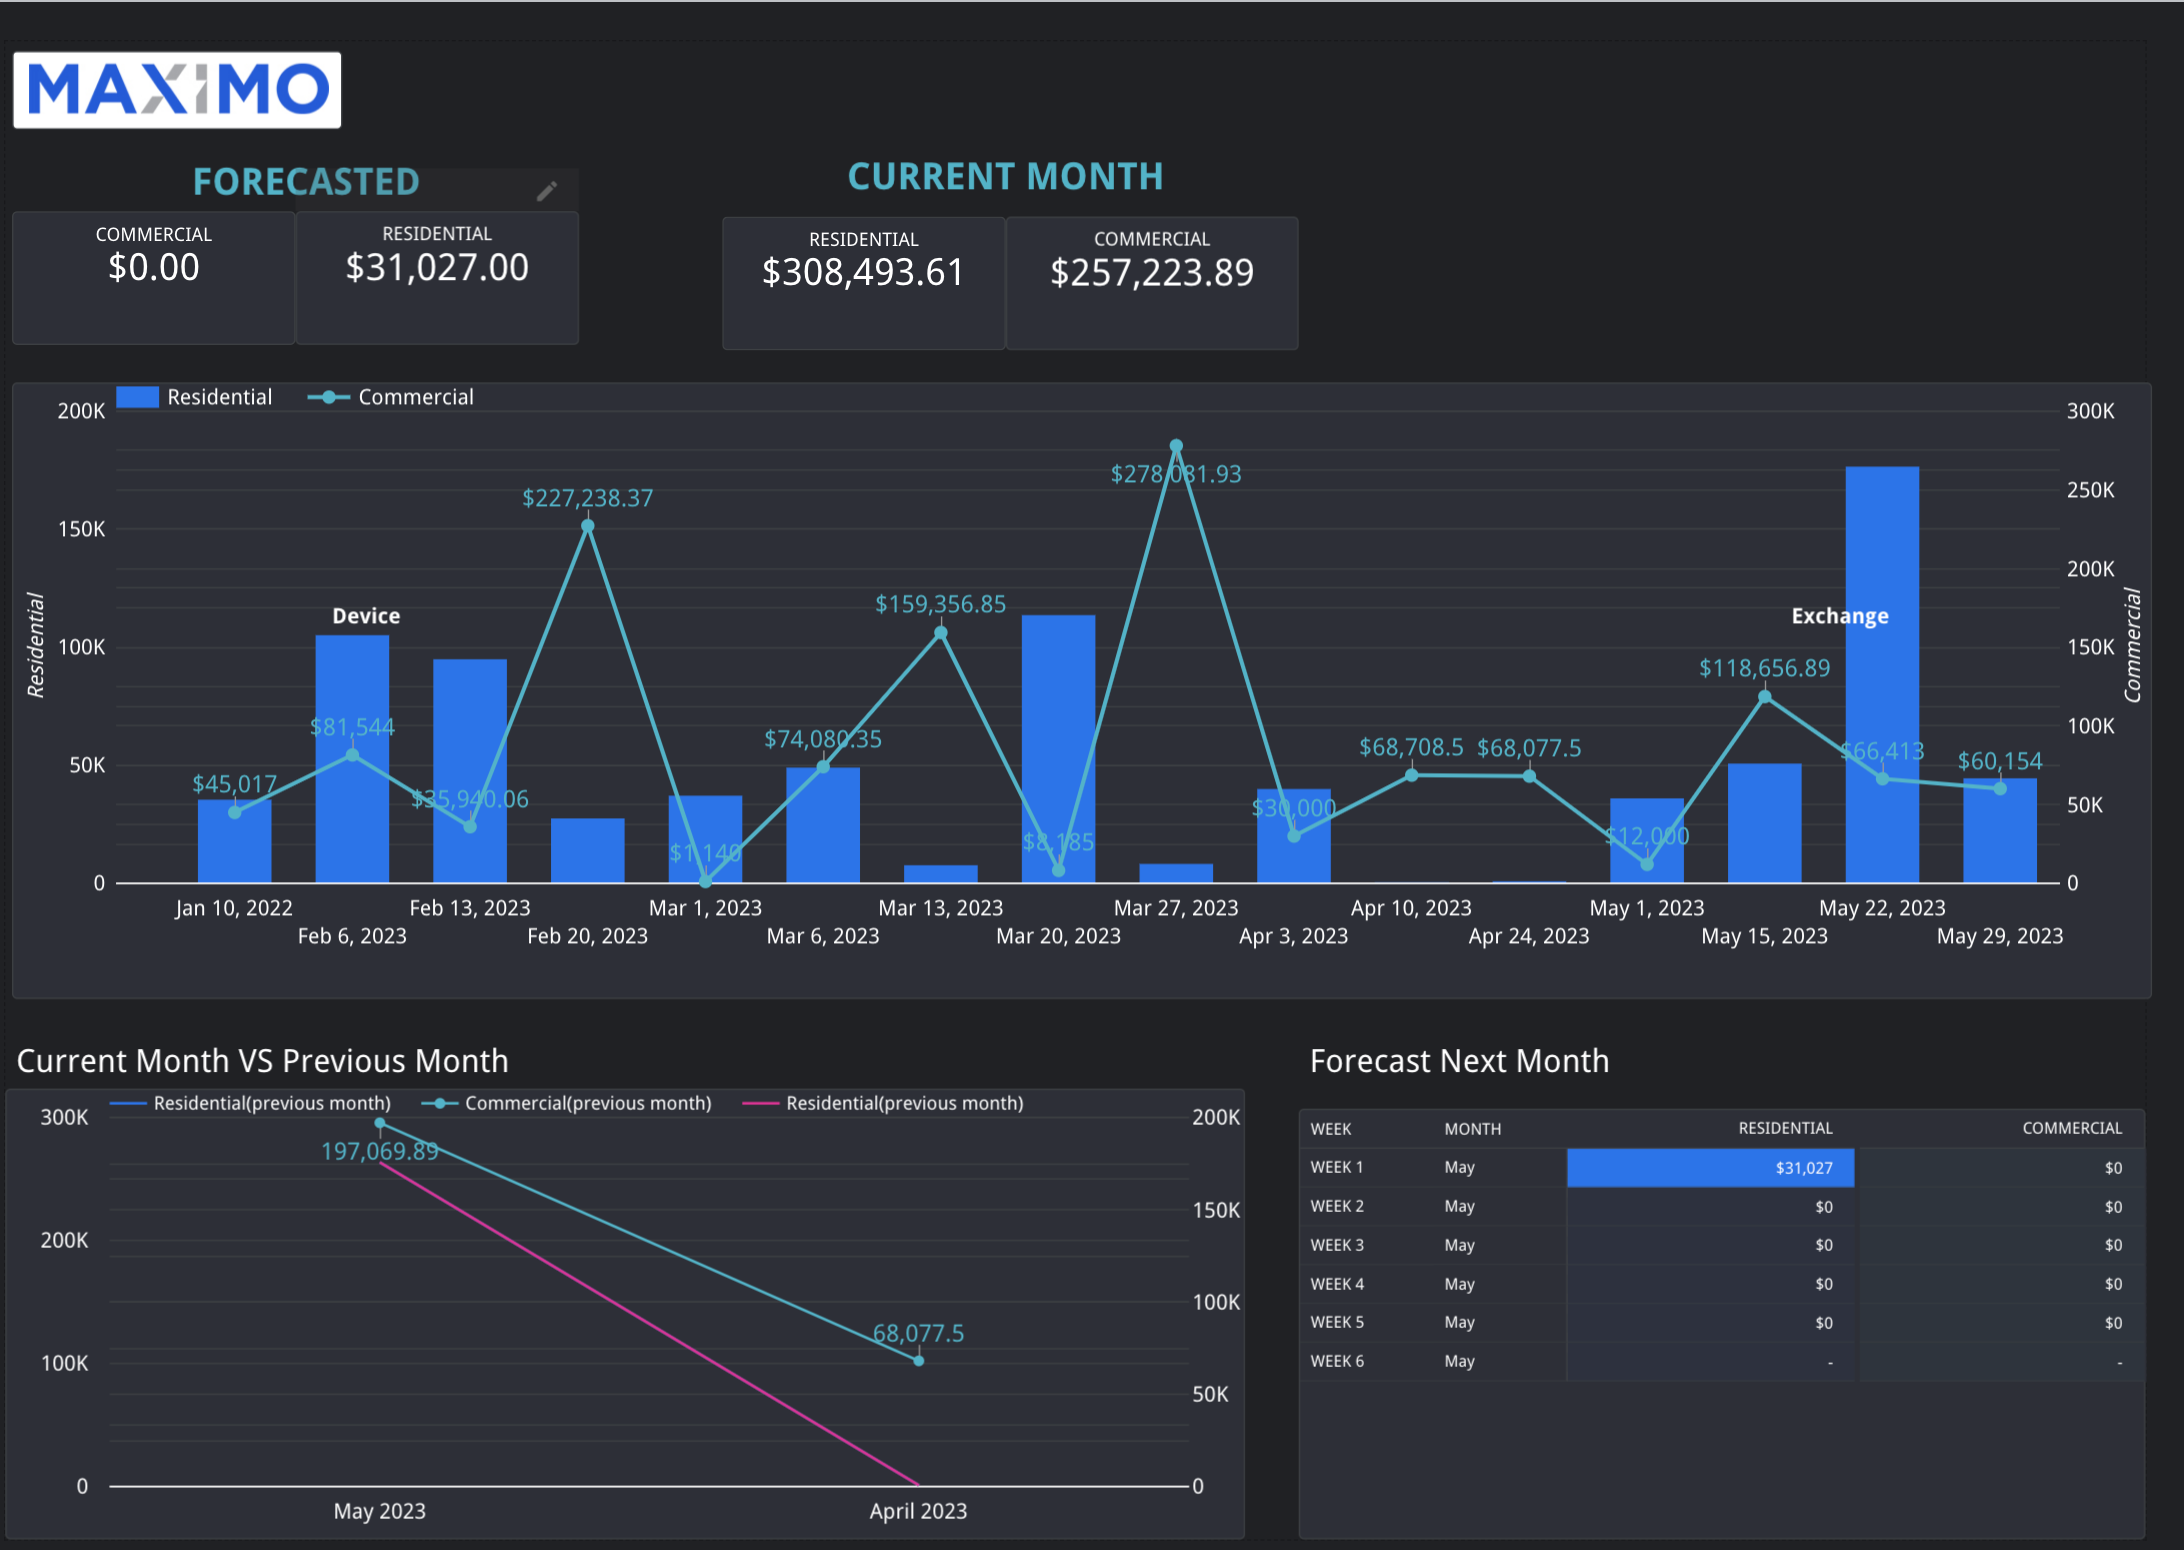 MAXIMO
FORECASTED
COMMERCIAL
$0.00
RESIDENTIAL
$31,027.00
CURRENT MONTH
RESIDENTIAL
$308,493.61
COMMERCIAL
$257,223.89
Residential Commercial
200K
150K
100K
50K
0
Residential
300K
250K
200K
150K
100K
50K
0
Commercial
Device
Exchange
$45,017
$81,544
$35,940.06
$227,238.37
$1,140
$74,080.35
$159,356.85
$8,185
$278,081.93
$30,000
$68,708.5
$68,077.5
$12,000
$118,656.89
$66,413
$60,154
Jan 10, 2022
Feb 6, 2023
Feb 13, 2023
Feb 20, 2023
Mar 1, 2023
Mar 6, 2023
Mar 13, 2023
Mar 20, 2023
Mar 27, 2023
Apr 3, 2023
Apr 10, 2023
Apr 24, 2023
May 1, 2023
May 15, 2023
May 22, 2023
May 29, 2023
Current Month VS Previous Month
Residential(previous month) Commercial(previous month) Residential(previous month)
300K
200K
100K
0
200K
150K
100K
50K
0
197,069.89
68,077.5
May 2023
April 2023
Forecast Next Month
WEEK MONTH RESIDENTIAL COMMERCIAL
WEEK 1 May $31,027 $0
WEEK 2 May $0 $0
WEEK 3 May $0 $0
WEEK 4 May $0 $0
WEEK 5 May $0 $0
WEEK 6 May - -